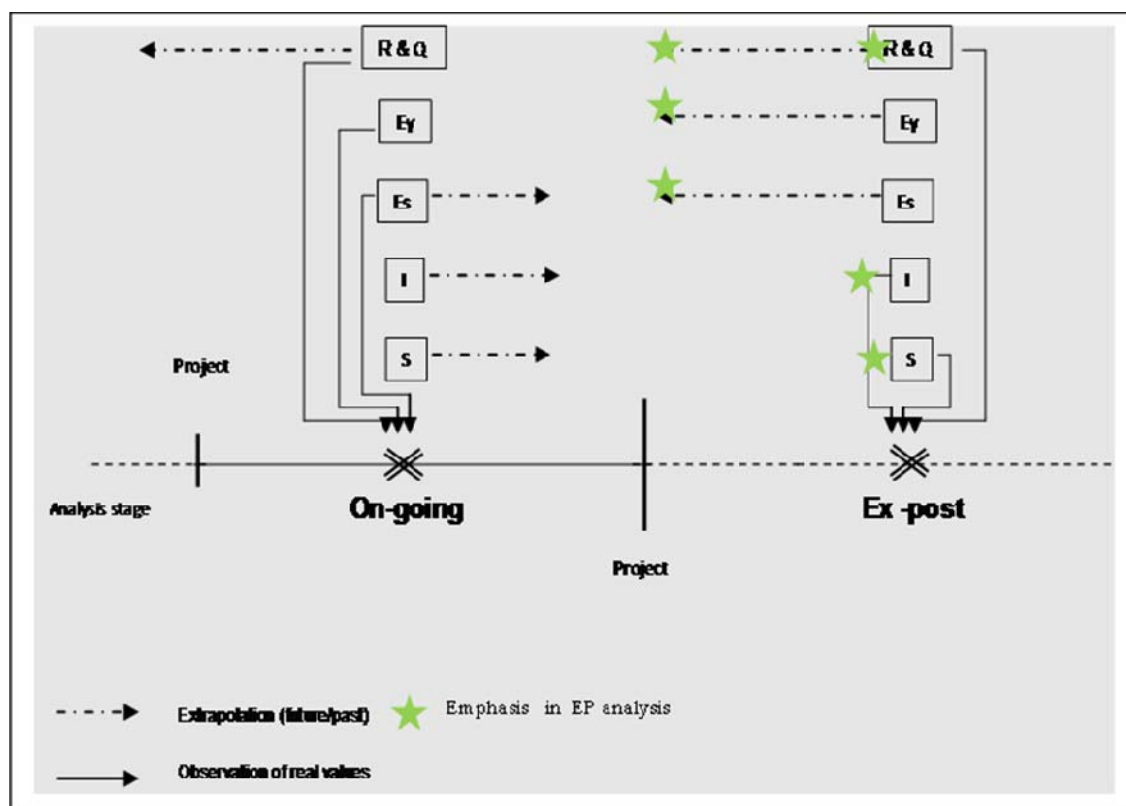 R & Q R & Q
Ey Ey
Es Es
I I
S S
Project
Analysis stage On-going Ex -post
Project
Extrapolation (future/past) Emphasis in EP analysis
Observation of real values